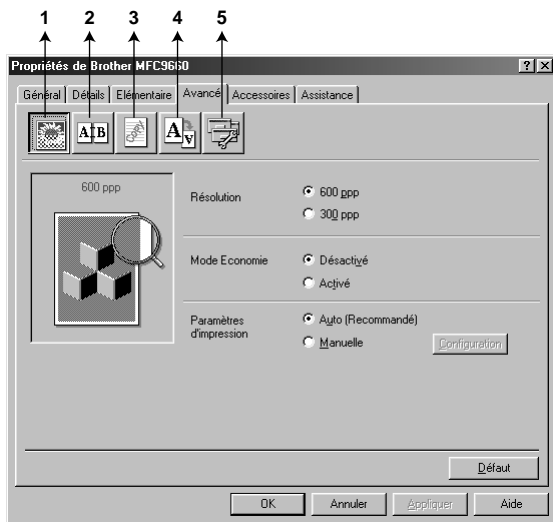 1 2 3 4 5
Propriétés de Brother MFC9660
Général Détails Elémentaire Avancé Accessoires Assistance
A B
Copy
A A
600 ppp
Résolution
600 ppp
300 ppp
Mode Economie
Désactivé
Activé
Paramètres
d'impression
Auto (Recommandé)
Manuelle
Configuration
Défaut
OK Annuler Appliquer Aide